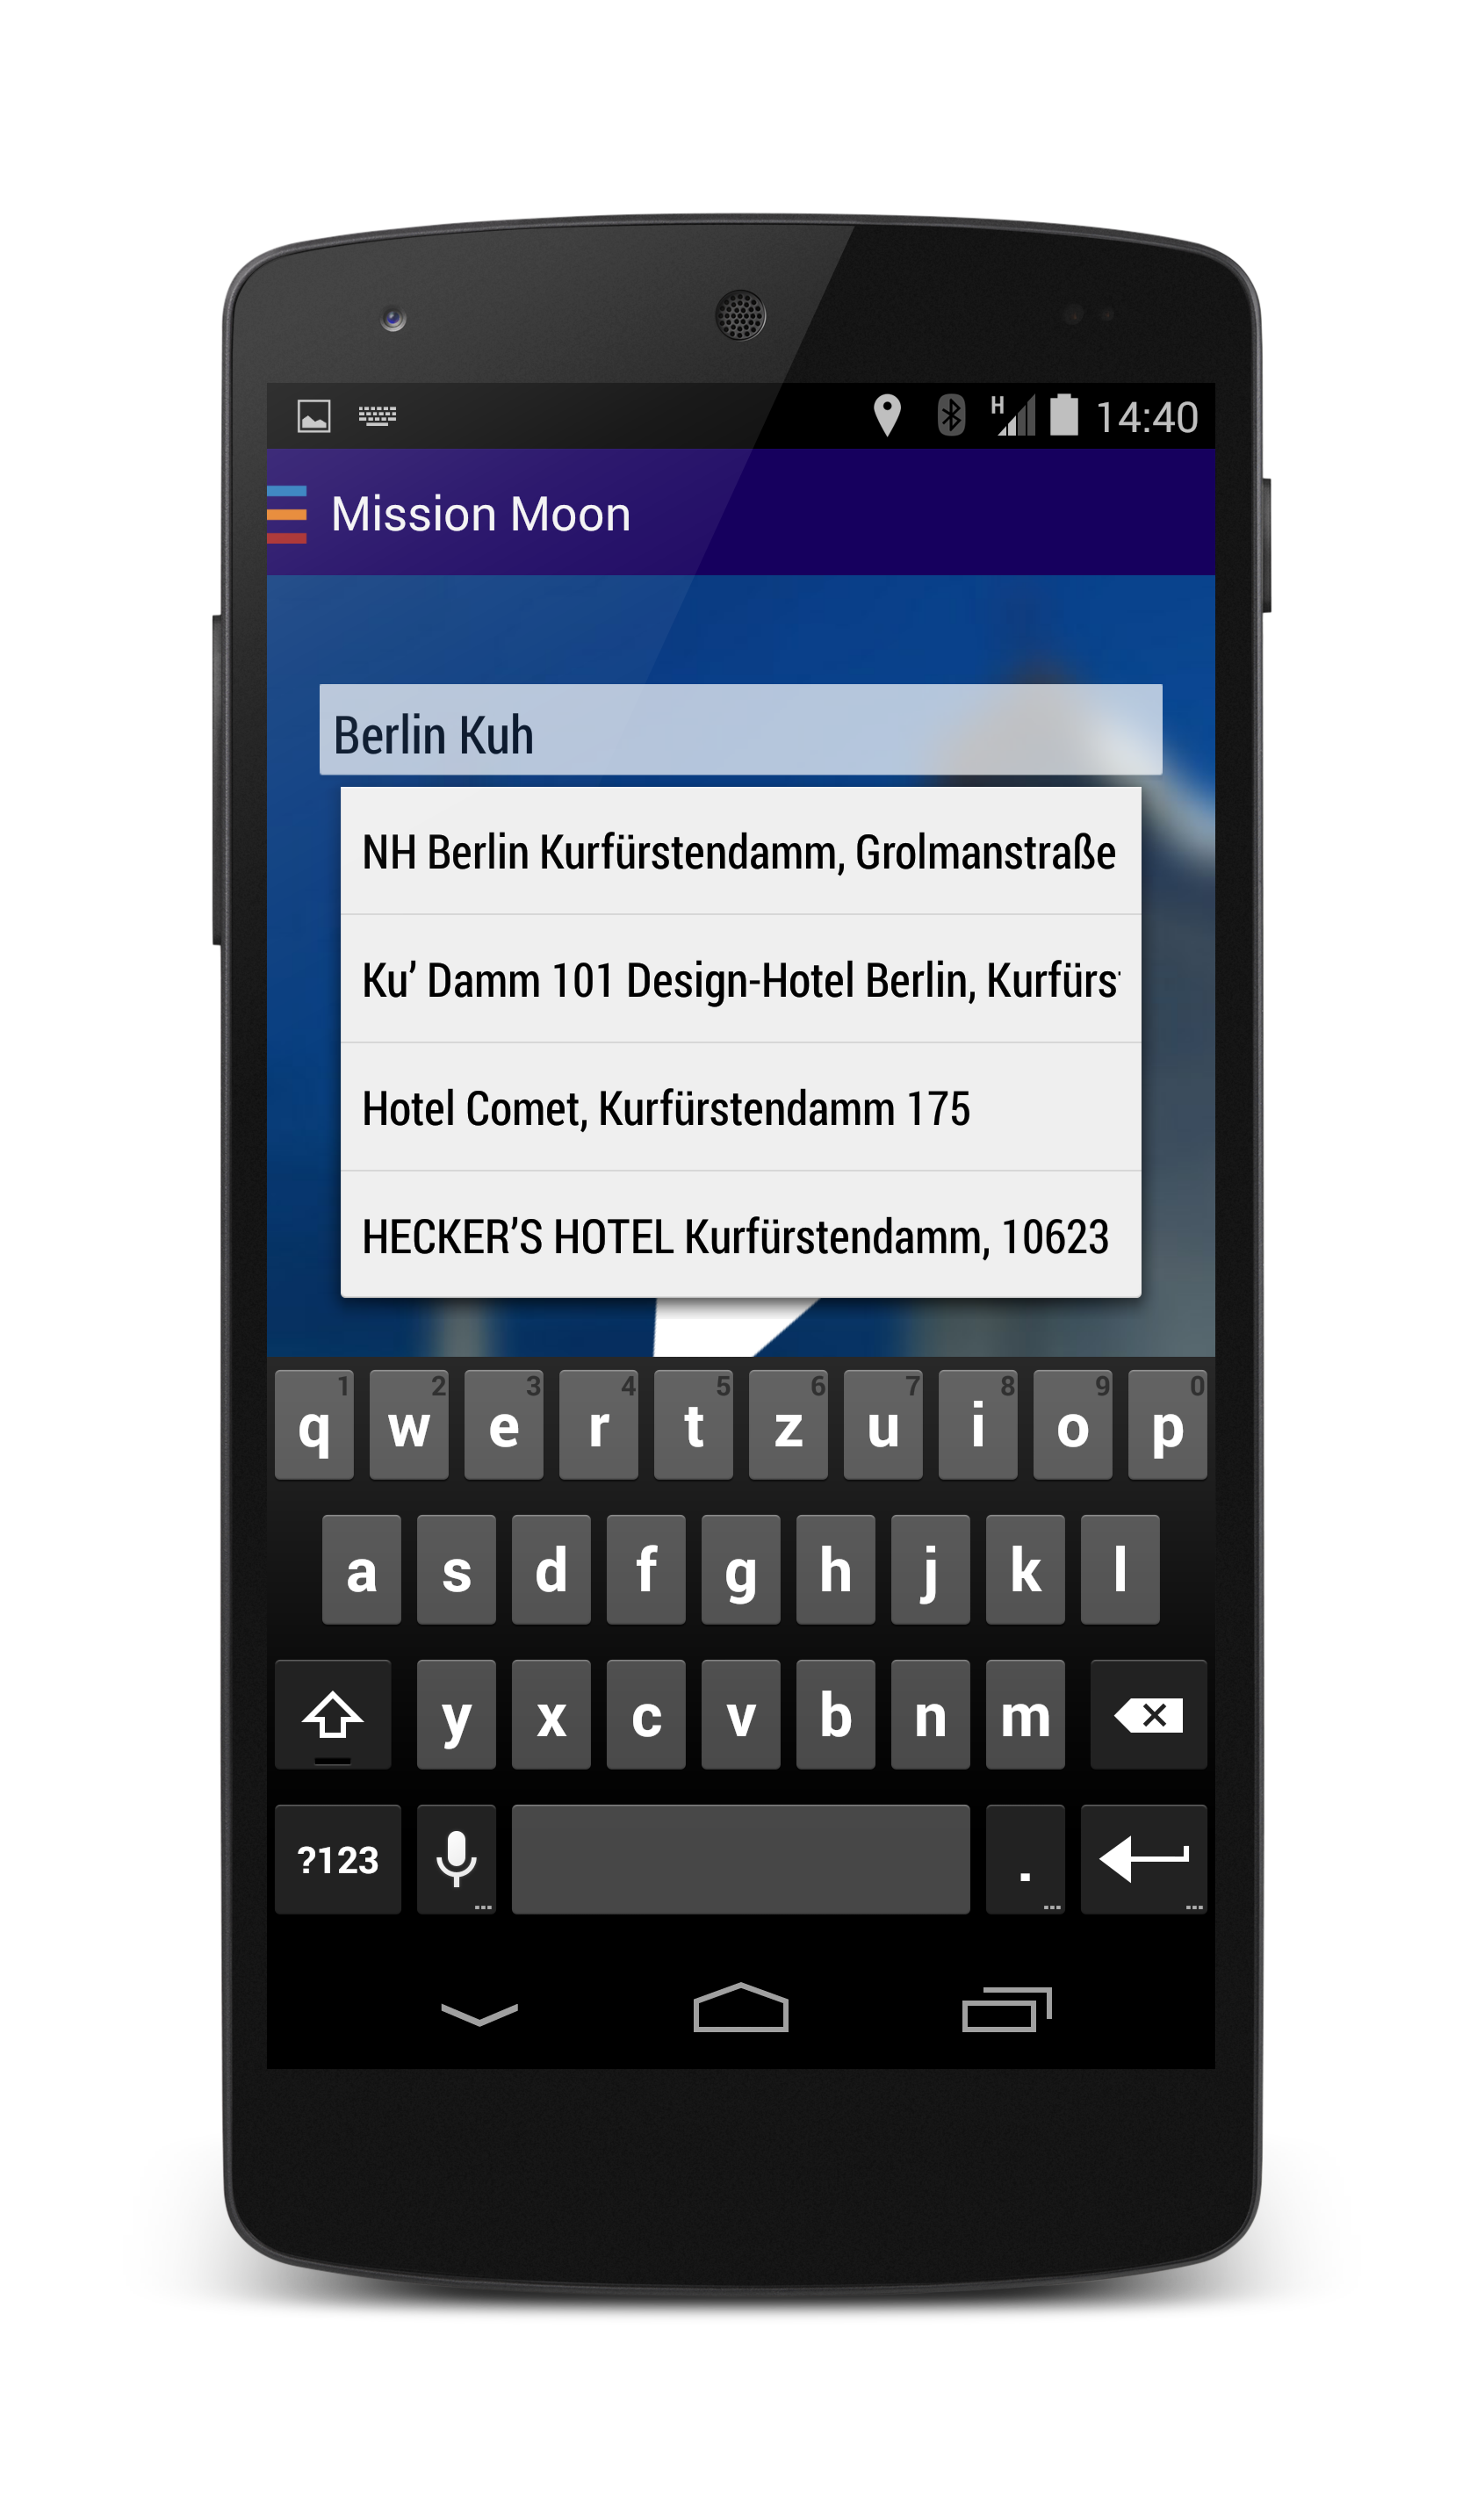 H 14:40
Mission Moon
Berlin Kuh
NH Berlin Kurfürstendamm, Grolmanstraße
Ku’ Damm 101 Design-Hotel Berlin, Kurfürs
Hotel Comet, Kurfürstendamm 175
HECKER’S HOTEL Kurfürstendamm, 10623
1 2 3 4 5 6 7 8 9 0
q w e r t z u i o p
a s d f g h j k l
y x c v b n m
?123 .